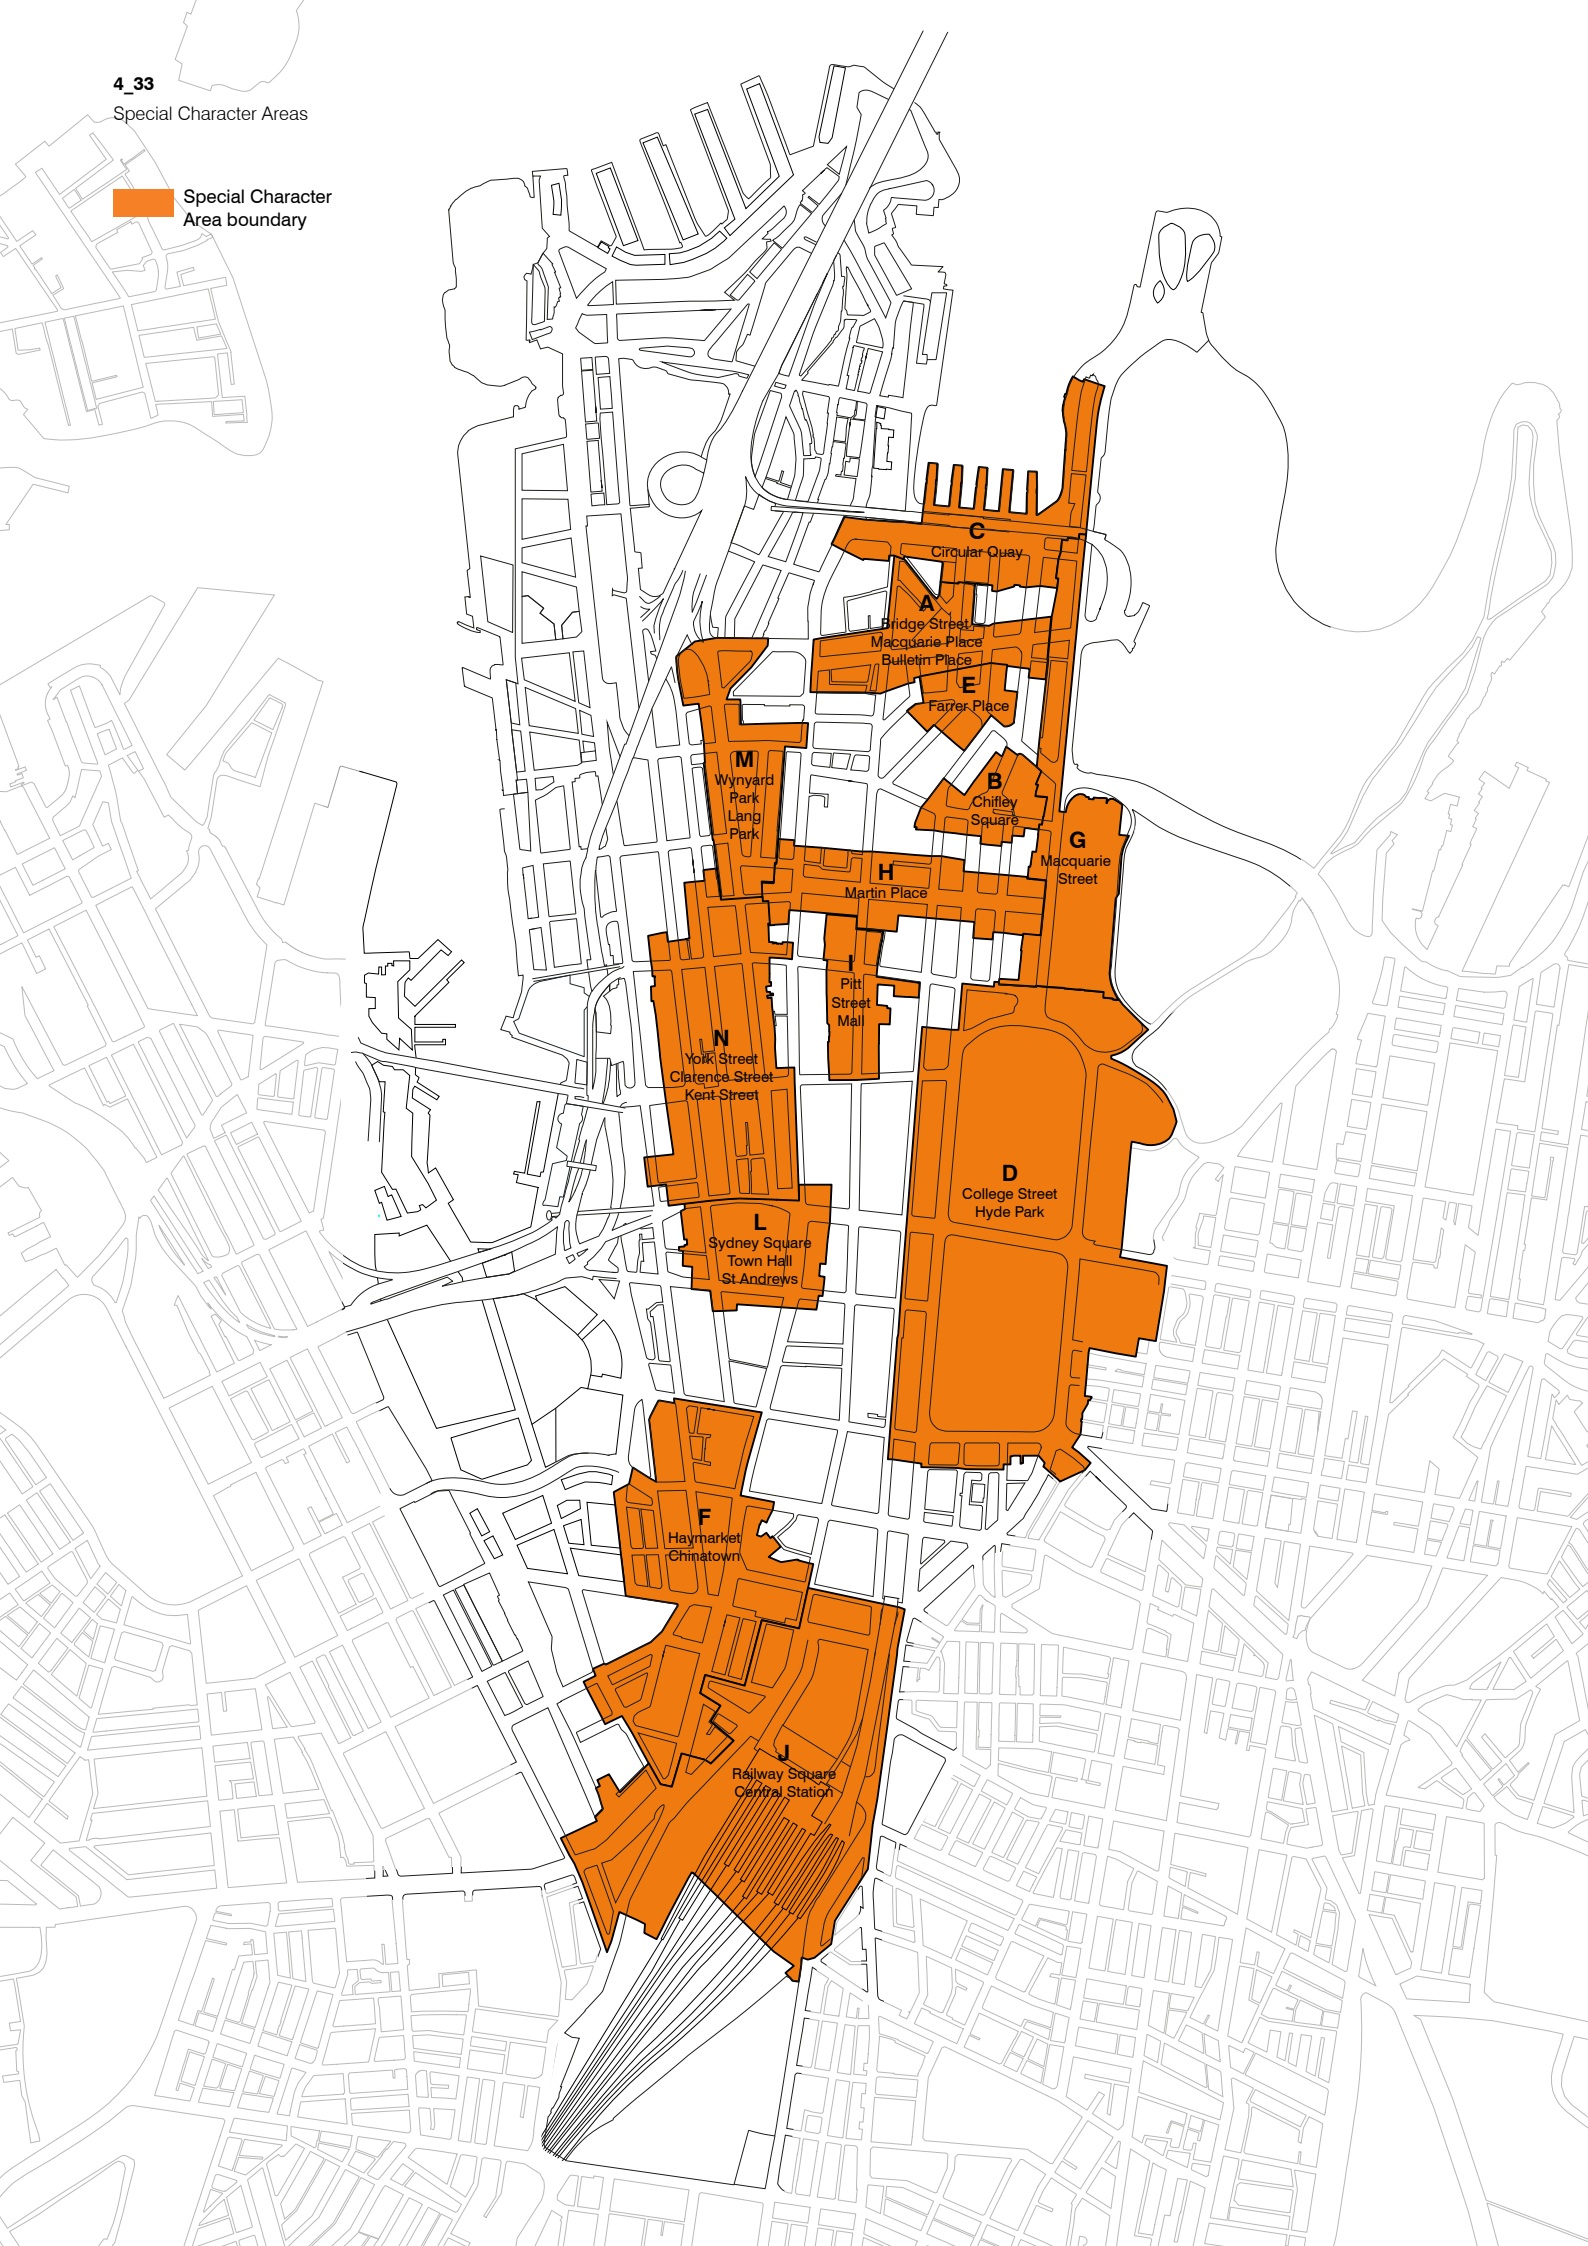 4_33
Special Character Areas
Special Character
Area boundary
C
Circular Quay
A
Bridge Street
Macquarie Place
Bulletin Place
E
Farrer Place
M
Wynyard
Park
Lang
Park
B
Chifley
Square
G
Macquarie
Street
H
Martin Place
I
Pitt
Street
Mall
N
York Street
Clarence Street
Kent Street
D
College Street
Hyde Park
L
Sydney Square
Town Hall
St Andrews
F
Haymarket
Chinatown
J
Railway Square
Central Station